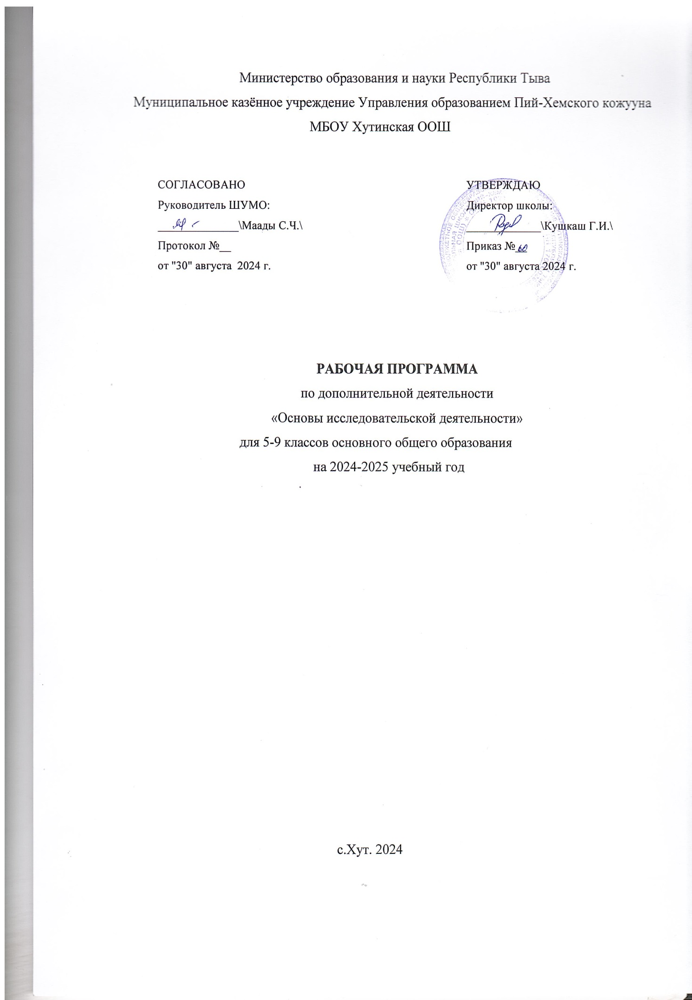 Министерство образования и науки Республики Тыва
Муниципальное казённое учреждение Управления образованием Пий-Хемского кожууна
МБОУ Хутинская ООШ
СОГЛАСОВАНО
Руководитель ШУМО:
______________\Маады С.Ч.\
Протокол №__
от "30" августа 2024 г.
УТВЕРЖДАЮ
Директор школы:
_____________\Кушкаш Г.И.\
Приказ № 60
от "30" августа 2024 г.
РАБОЧАЯ ПРОГРАММА
по дополнительной деятельности
«Основы исследовательской деятельности»
для 5-9 классов основного общего образования
на 2024-2025 учебный год
с.Хут. 2024